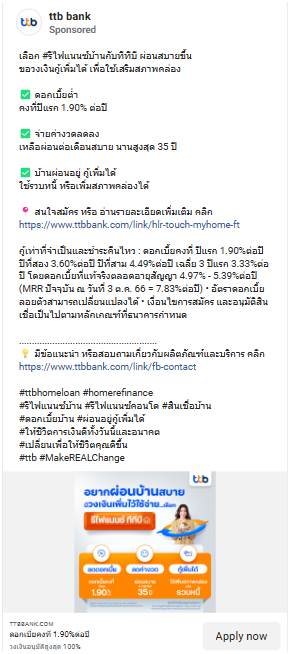 ttb bank
Sponsored
เลือก #รีไฟแนนซ์บ้านกับทีทีบี ผ่อนสบายขึ้น
ขอวงเงินกู้เพิ่มได้ เพื่อใช้เสริมสภาพคล่อง
✅ ดอกเบี้ยต่ำ
คงที่ปีแรก 1.90% ต่อปี
✅ จ่ายค่างวดลดลง
เหลือผ่อนต่อเดือนสบาย นานสูงสุด 35 ปี
✅ บ้านผ่อนอยู่ กู้เพิ่มได้
ใช้รวบหนี้ หรือเพิ่มสภาพคล่องได้
📍 สนใจสมัคร หรือ อ่านรายละเอียดเพิ่มเติม คลิก
https://www.ttbbank.com/link/hlr-touch-myhome-ft
กู้เท่าที่จำเป็นและชำระคืนไหว : ดอกเบี้ยคงที่ ปีแรก 1.90%ต่อปี
ปีที่สอง 3.60%ต่อปี ปีที่สาม 4.49%ต่อปี เฉลี่ย 3 ปีแรก 3.33%ต่อ
ปี โดยดอกเบี้ยที่แท้จริงตลอดอายุสัญญา 4.97% - 5.39%ต่อปี
(MRR ปัจจุบัน ณ วันที่ 3 ต.ค. 66 = 7.83%ต่อปี) • อัตราดอกเบี้ย
ลอยตัวสามารถเปลี่ยนแปลงได้ • เงื่อนไขการสมัคร และอนุมัติสิน
เชื่อเป็นไปตามหลักเกณฑ์ที่ธนาคารกำหนด
💡 มีข้อแนะนำ หรือสอบถามเกี่ยวกับผลิตภัณฑ์และบริการ คลิก
https://www.ttbbank.com/link/fb-contact
#ttbhomeloan #homerefinance
#รีไฟแนนซ์บ้าน #รีไฟแนนซ์คอนโด #สินเชื่อบ้าน
#ดอกเบี้ยบ้าน #ผ่อนอยู่กู้เพิ่มได้
#ให้ชีวิตการเงินดีทั้งวันนี้และอนาคต
#เปลี่ยนเพื่อให้ชีวิตคุณดีขึ้น
#ttb #MakeREALChange
ttb
อยากผ่อนบ้านสบาย
ขอวงเงินเพิ่มไว้ใช้จ่าย...เลือก
รีไฟแนนซ์ ทีทีบี
ลดดอกเบี้ย ลดค่างวด กู้เพิ่มได้
1.90% 35ปี รวบหนี้
TTBBANK.COM
ดอกเบี้ยคงที่ 1.90%ต่อปี
วงเงินอนุมัติสูงสุด 100%
Apply now